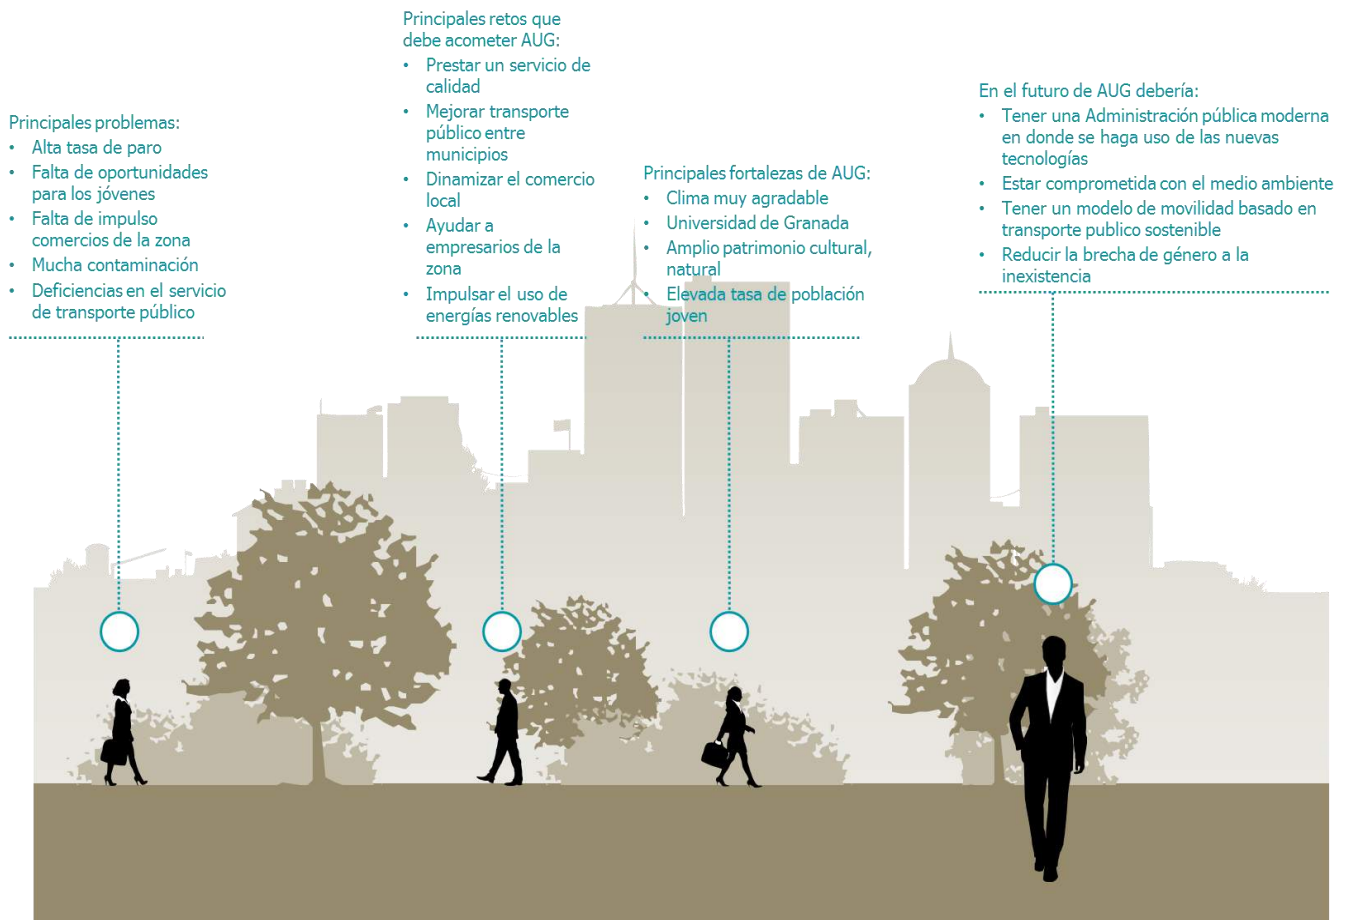 Principales problemas:
• Alta tasa de paro
• Falta de oportunidades
para los jóvenes
• Falta de impulso
comercios de la zona
• Mucha contaminación
• Deficiencias en el servicio
de transporte público
Principales retos que
debe acometer AUG:
• Prestar un servicio de
calidad
• Mejorar transporte
público entre
municipios
• Dinamizar el comercio
local
• Ayudar a
empresarios de la
zona
• Impulsar el uso de
energías renovables
Principales fortalezas de AUG:
• Clima muy agradable
• Universidad de Granada
• Amplio patrimonio cultural,
natural
• Elevada tasa de población
joven
En el futuro de AUG debería:
• Tener una Administración pública moderna
en donde se haga uso de las nuevas
tecnologías
• Estar comprometida con el medio ambiente
• Tener un modelo de movilidad basado en
transporte publico sostenible
• Reducir la brecha de género a la
inexistencia